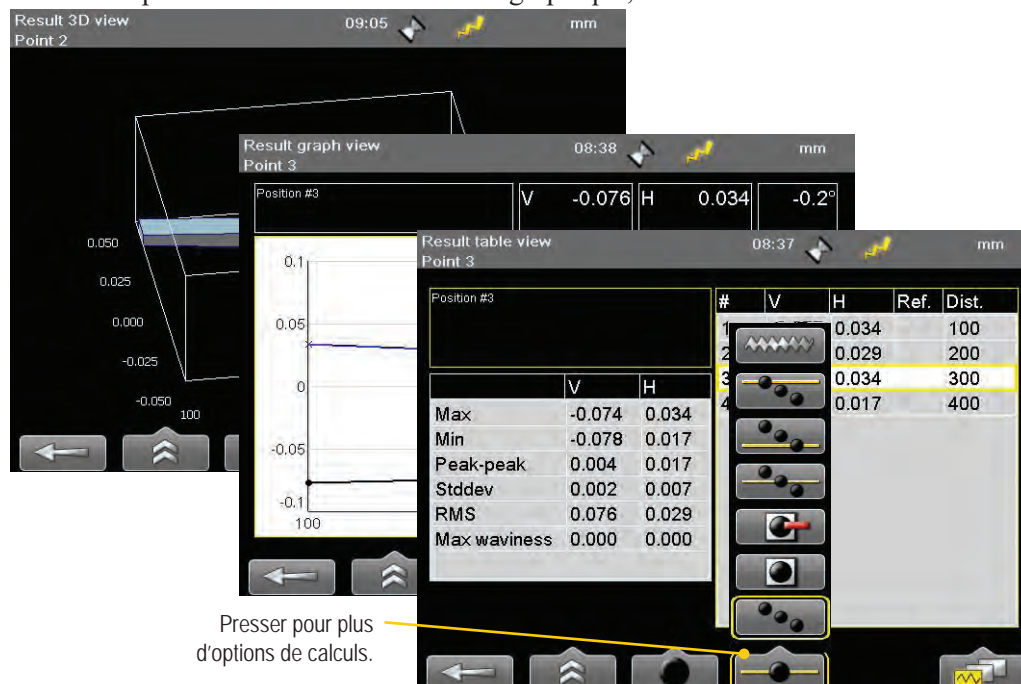 Result 3D view 09:05 mm
Point 2
0.050
0.025
0.000
-0.025
-0.050
100
Result graph view 08:38 mm
Point 3
Position #3 V -0.076 H 0.034 -0.2°
0.1
0.05
0
-0.05
-0.1
100
Result table view 08:37 mm
Point 3
Position #3
V H
Max -0.074 0.034
Min -0.078 0.017
Peak-peak 0.004 0.017
Stddev 0.002 0.007
RMS 0.076 0.029
Max waviness 0.000 0.000
# V H Ref. Dist.
1 0.034 100
2 0.029 200
3 0.034 300
4 0.017 400
Presser pour plus
d'options de calculs.